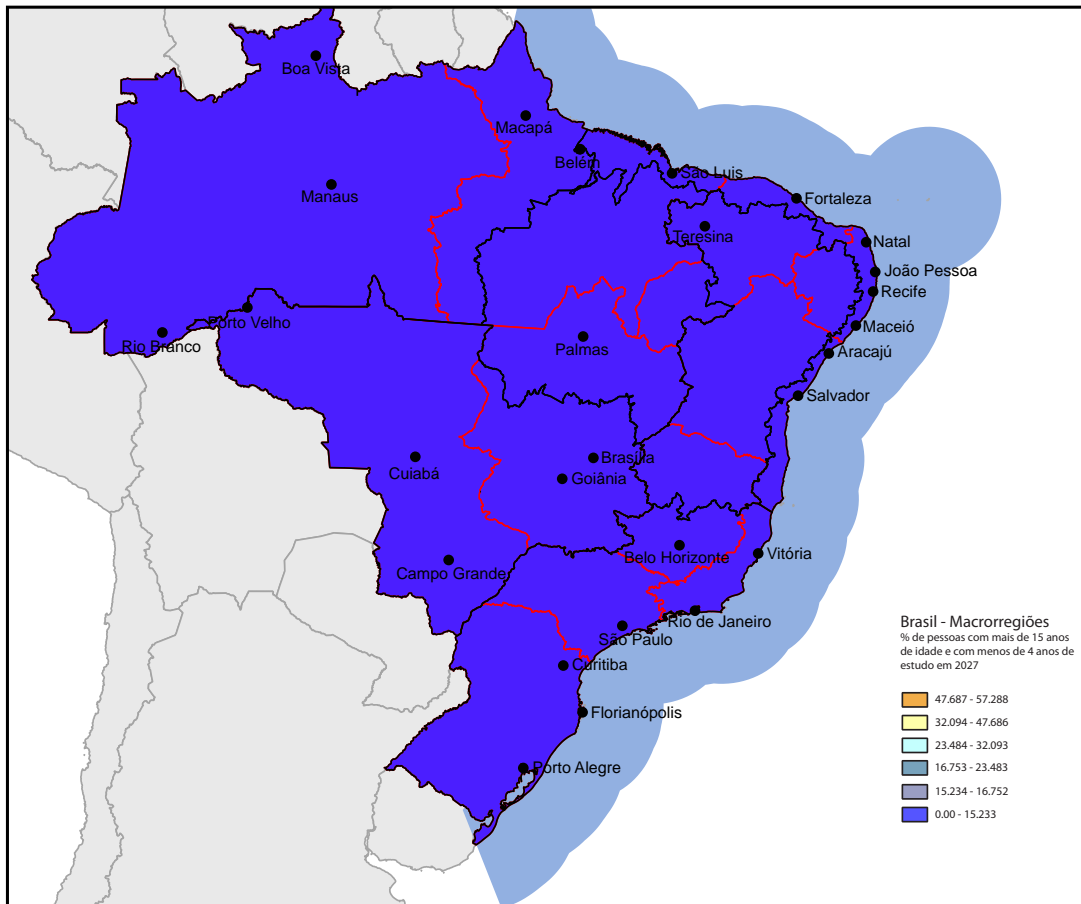 Boa Vista
Macapá
Belém
São Luis
Manaus
Fortaleza
Teresina
Natal
João Pessoa
Recife
Porto Velho
Maceió
Rio Branco
Palmas
Aracajú
Salvador
Cuiabá
Brasília
Goiânia
Belo Horizonte
Vitória
Campo Grande
Rio de Janeiro
São Paulo
Curitiba
Florianópolis
Porto Alegre
Brasil - Macrorregiões
% de pessoas com mais de 15 anos
de idade e com menos de 4 anos de
estudo em 2027
47.687 - 57.288
32.094 - 47.686
23.484 - 32.093
16.753 - 23.483
15.234 - 16.752
0.00 - 15.233